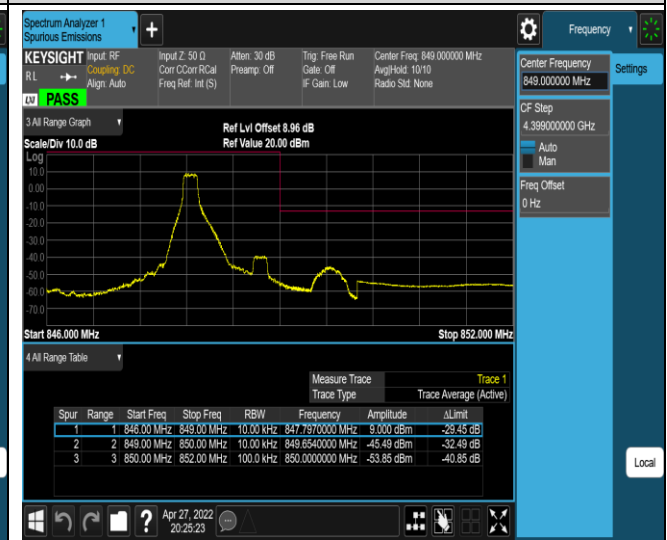 Spectrum Analyzer 1
Spurious Emissions
+
Frequency
KEYSIGHT
R L
LXI PASS
Input: RF
Coupling: DC
Align: Auto
Input Z: 50 Ω
Corr CCorr RCal
Freq Ref: Int (S)
Atten: 30 dB
Preamp: Off
Trig: Free Run
Gate: Off
IF Gain: Low
Center Freq: 849.000000 MHz
Avg|Hold: 10/10
Radio Std: None
Center Frequency
849.000000 MHz
Settings
CF Step
4.399000000 GHz
Auto
Man
Freq Offset
0 Hz
3 All Range Graph
Scale/Div 10.0 dB
Ref Lvl Offset 8.96 dB
Ref Value 20.00 dBm
Log
10.0
0.00
-10.0
-20.0
-30.0
-40.0
-50.0
-60.0
-70.0
Start 846.000 MHz Stop 852.000 MHz
4 All Range Table
Measure Trace Trace 1
Trace Type Trace Average (Active)
Spur Range Start Freq Stop Freq RBW Frequency Amplitude ΔLimit
1 1 846.00 MHz 849.00 MHz 10.00 kHz 847.7970000 MHz 9.000 dBm -29.45 dB
2 2 849.00 MHz 850.00 MHz 10.00 kHz 849.6540000 MHz -45.49 dBm -32.49 dB
3 3 850.00 MHz 852.00 MHz 100.0 kHz 850.0000000 MHz -53.85 dBm -40.85 dB
Local
?
Apr 27, 2022
20:25:23